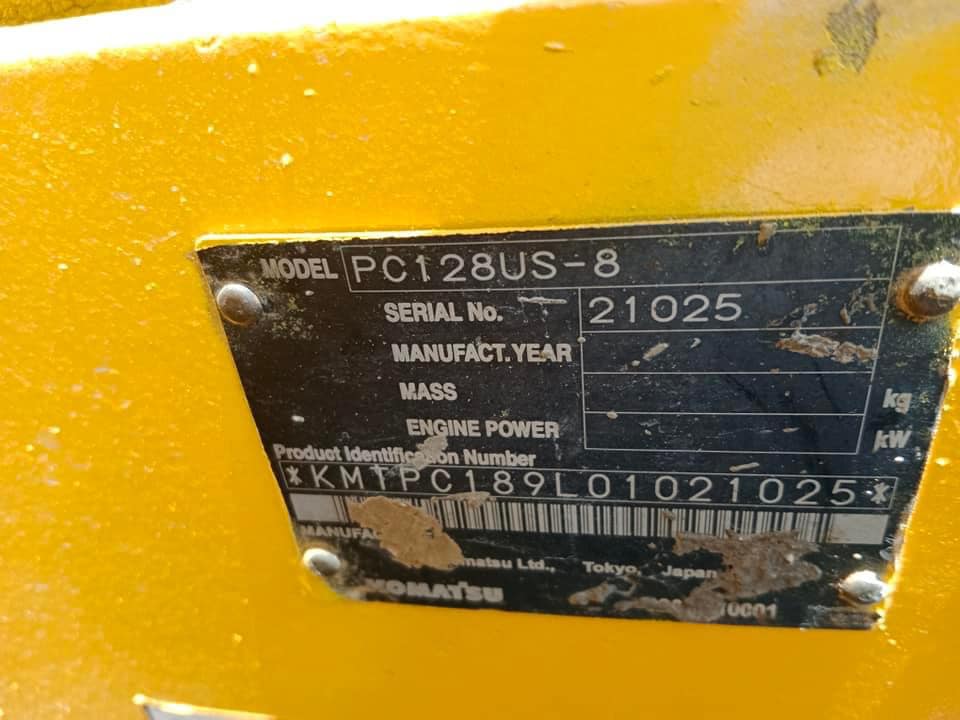 MODEL PC128US-8
SERIAL No. 21025
MANUFACT.YEAR
MASS kg
ENGINE POWER kW
Product Identification Number
*KMTPC189L01021025*
Ltd., Tokyo, Japan
KOMATSU